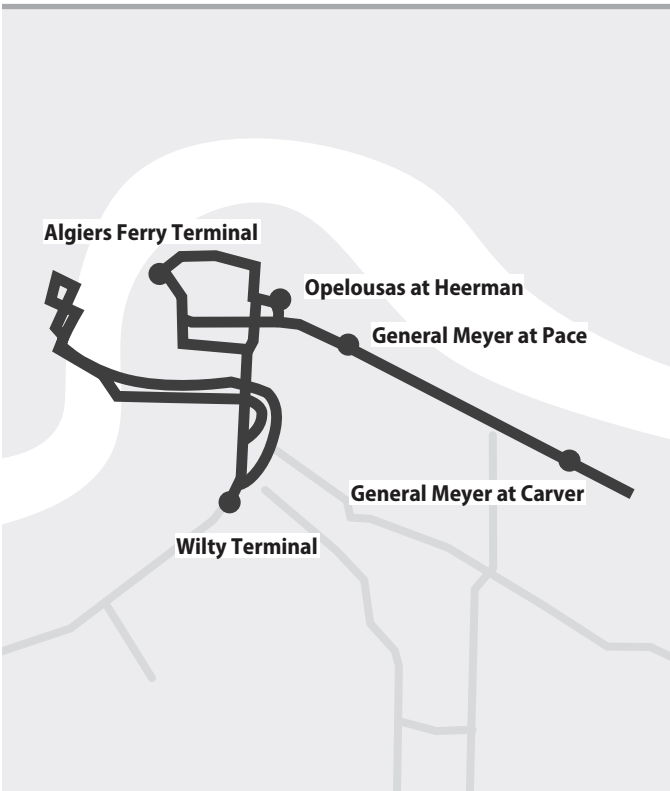 Algiers Ferry Terminal
Opelousas at Heerman
General Meyer at Pace
General Meyer at Carver
Wilty Terminal